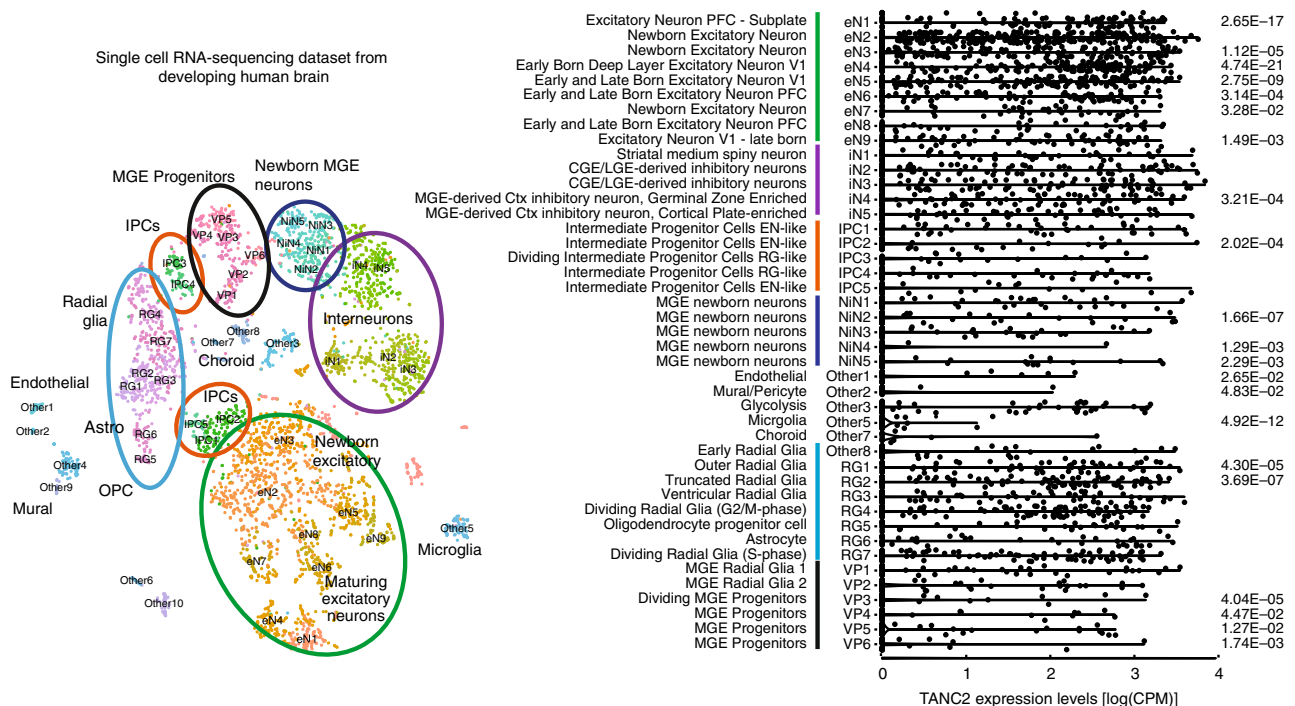 Single cell RNA-sequencing dataset from
developing human brain
Newborn MGE
neurons
MGE Progenitors
IPCs
Radial
glia
Endothelial
Astro
OPC
Mural
Choroid
IPCs
Interneurons
Newborn
excitatory
Maturing
excitatory
neurons
Microglia
VP5
VP4
VP3
VP6
VP2
VP1
NiN5
NiN3
NiN4
NiN1
NiN2
IPC3
IPC4
iN4
iN5
iN1
iN2
iN3
RG4
RG7
RG2
RG1
RG3
RG6
RG5
Other8
Other7
Other3
Other1
Other2
Other4
Other9
Other6
Other10
Other5
IPC5
IPC2
IPC1
eN3
eN2
eN5
eN8
eN9
eN7
eN6
eN4
eN1
Excitatory Neuron PFC - Subplate eN1 2.65E–17
Newborn Excitatory Neuron eN2
Newborn Excitatory Neuron eN3 1.12E–05
Early Born Deep Layer Excitatory Neuron V1 eN4 4.74E–21
Early and Late Born Excitatory Neuron V1 eN5 2.75E–09
Early and Late Born Excitatory Neuron PFC eN6 3.14E–04
Newborn Excitatory Neuron eN7 3.28E–02
Early and Late Born Excitatory Neuron PFC eN8
Excitatory Neuron V1 - late born eN9 1.49E–03
Striatal medium spiny neuron iN1
CGE/LGE-derived inhibitory neurons iN2
CGE/LGE-derived inhibitory neurons iN3
MGE-derived Ctx inhibitory neuron, Germinal Zone Enriched iN4 3.21E–04
MGE-derived Ctx inhibitory neuron, Cortical Plate-enriched iN5
Intermediate Progenitor Cells EN-like IPC1
Intermediate Progenitor Cells EN-like IPC2 2.02E–04
Dividing Intermediate Progenitor Cells RG-like IPC3
Intermediate Progenitor Cells RG-like IPC4
Intermediate Progenitor Cells EN-like IPC5
MGE newborn neurons NiN1
MGE newborn neurons NiN2 1.66E–07
MGE newborn neurons NiN3
MGE newborn neurons NiN4 1.29E–03
MGE newborn neurons NiN5 2.29E–03
Endothelial Other1 2.65E–02
Mural/Pericyte Other2 4.83E–02
Glycolysis Other3
Micrgolia Other5 4.92E–12
Choroid Other7
Early Radial Glia Other8
Outer Radial Glia RG1 4.30E–05
Truncated Radial Glia RG2 3.69E–07
Ventricular Radial Glia RG3
Dividing Radial Glia (G2/M-phase) RG4
Oligodendrocyte progenitor cell RG5
Astrocyte RG6
Dividing Radial Glia (S-phase) RG7
MGE Radial Glia 1 VP1
MGE Radial Glia 2 VP2
Dividing MGE Progenitors VP3 4.04E–05
MGE Progenitors VP4 4.47E–02
MGE Progenitors VP5 1.27E–02
MGE Progenitors VP6 1.74E–03
0 1 2 3 4
TANC2 expression levels [log(CPM)]